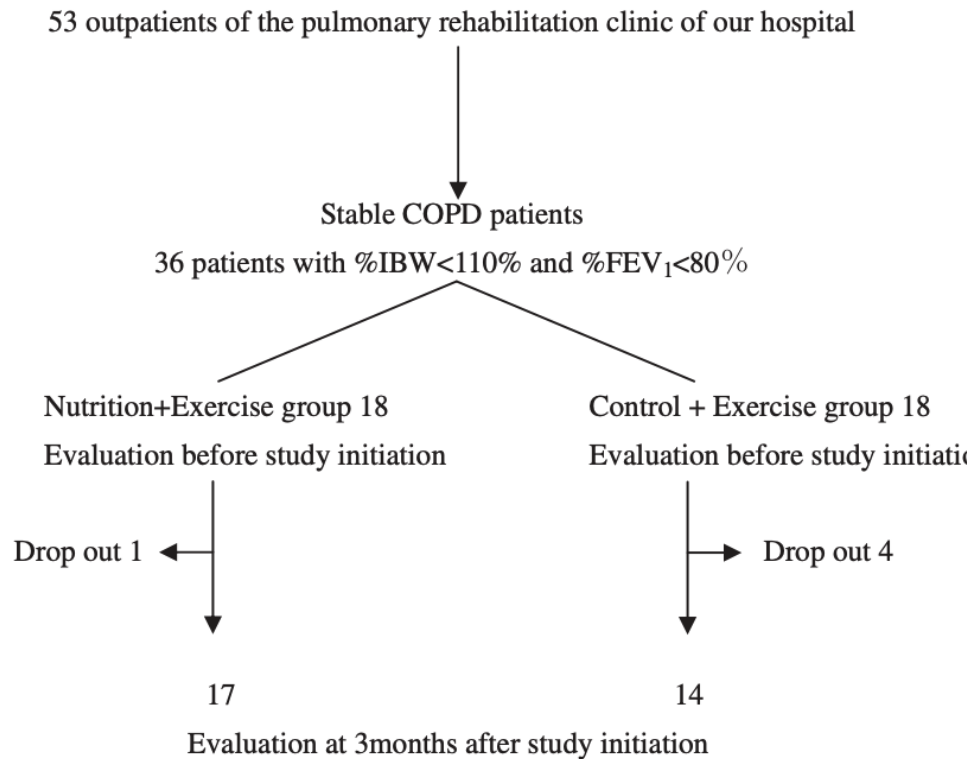 53 outpatients of the pulmonary rehabilitation clinic of our hospital
Stable COPD patients
36 patients with %IBW<110% and %FEV₁<80%
Nutrition+Exercise group 18
Control + Exercise group 18
Evaluation before study initiation
Evaluation before study initiatio
Drop out 1
Drop out 4
17
14
Evaluation at 3months after study initiation